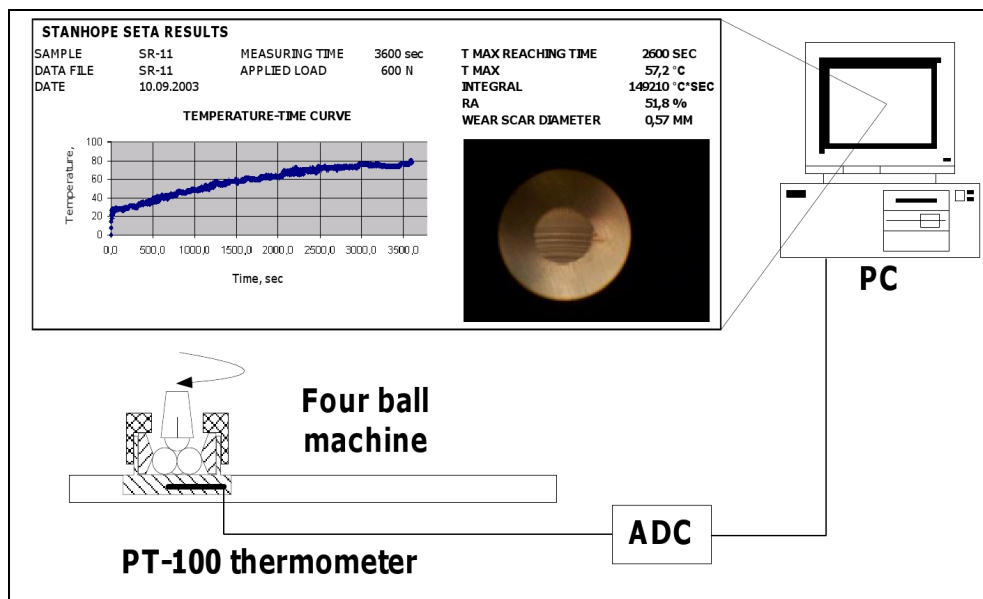 STANHOPE SETA RESULTS
SAMPLE SR-11 MEASURING TIME 3600 sec
DATA FILE SR-11 APPLIED LOAD 600 N
DATE 10.09.2003
T MAX REACHING TIME 2600 SEC
T MAX 57,2 °C
INTEGRAL 149210 °C*SEC
RA 51,8 %
WEAR SCAR DIAMETER 0,57 MM
TEMPERATURE-TIME CURVE
Temperature,
100
80
60
40
20
0
0,0 500,0 1000,0 1500,0 2000,0 2500,0 3000,0 3500,0
Time, sec
PC
Four ball
machine
ADC
PT-100 thermometer